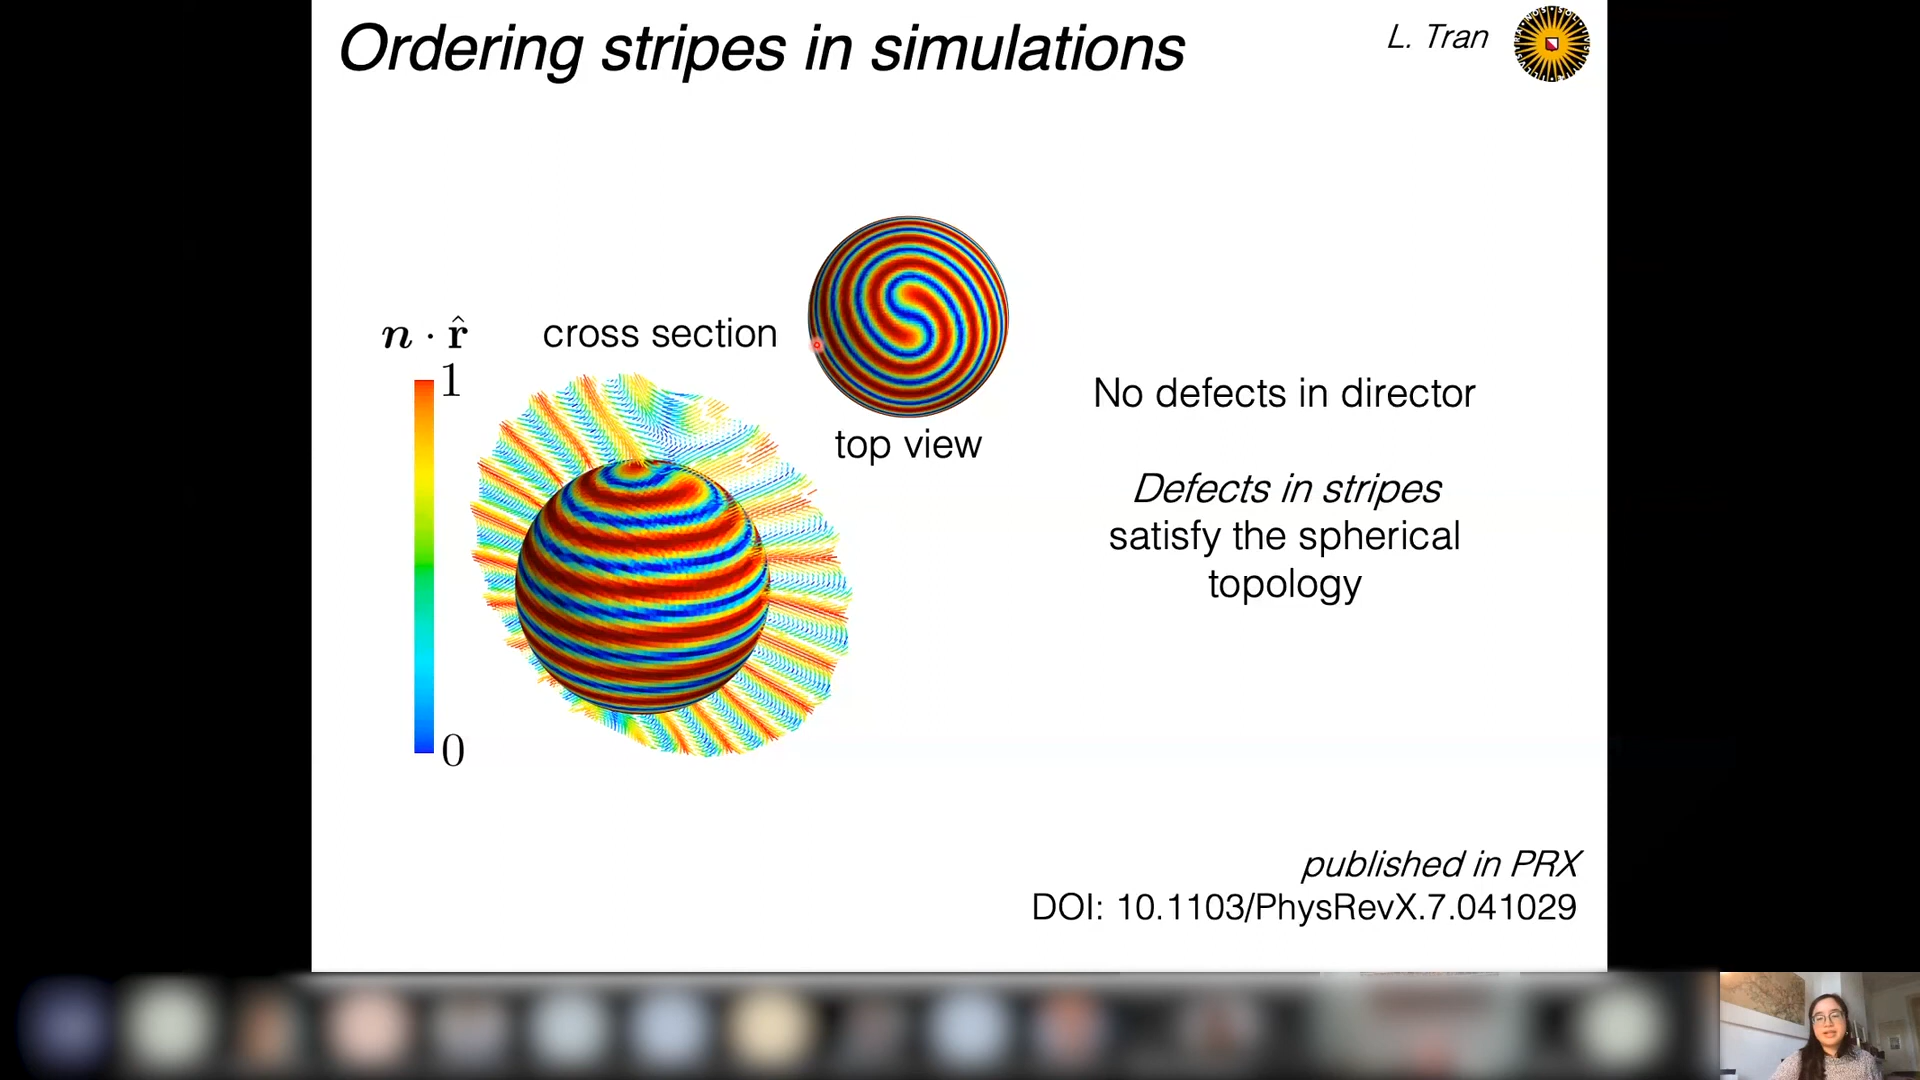 Ordering stripes in simulations
L. Tran
n · r̂
1
cross section
top view
0
No defects in director
Defects in stripes
satisfy the spherical
topology
published in PRX
DOI: 10.1103/PhysRevX.7.041029